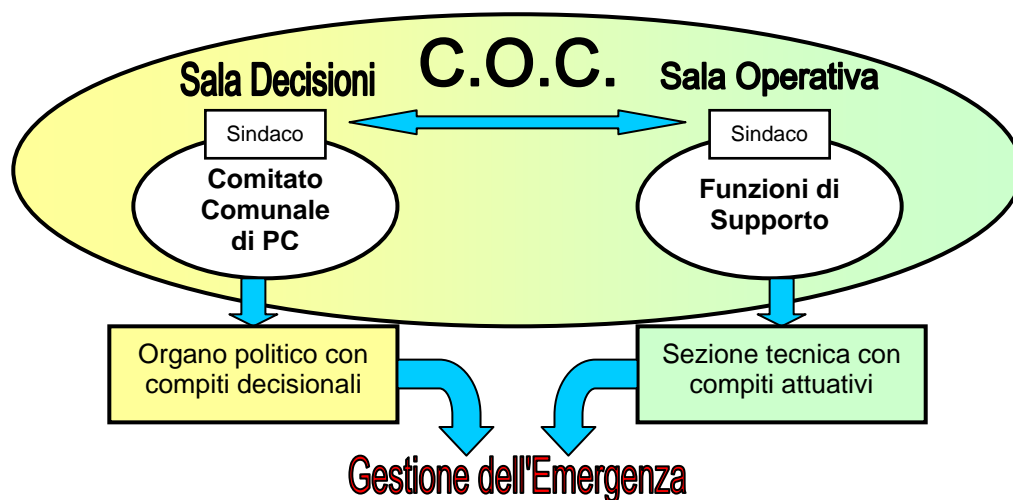 C.O.C.
Sala Decisioni
Sala Operativa
Sindaco
Comitato
Comunale
di PC
Sindaco
Funzioni di
Supporto
Organo politico con
compiti decisionali
Sezione tecnica con
compiti attuativi
Gestione dell'Emergenza